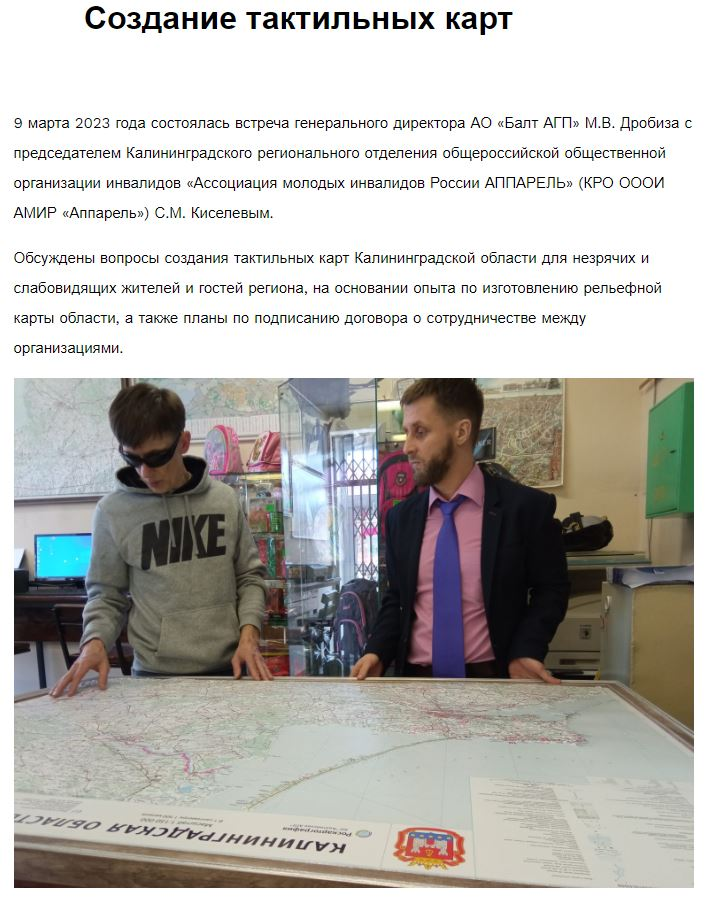 Создание тактильных карт
9 марта 2023 года состоялась встреча генерального директора АО «Балт АГП» М.В. Дробиза с
председателем Калининградского регионального отделения общероссийской общественной
организации инвалидов «Ассоциация молодых инвалидов России АППАРЕЛЬ» (КРО ОООИ
АМИР «Аппарель») С.М. Киселевым.
Обсуждены вопросы создания тактильных карт Калининградской области для незрячих и
слабовидящих жителей и гостей региона, на основании опыта по изготовлению рельефной
карты области, а также планы по подписанию договора о сотрудничестве между
организациями.
NIKE
КАЛИНИНГРАДСКАЯ ОБЛАСТЬ
Роскартография